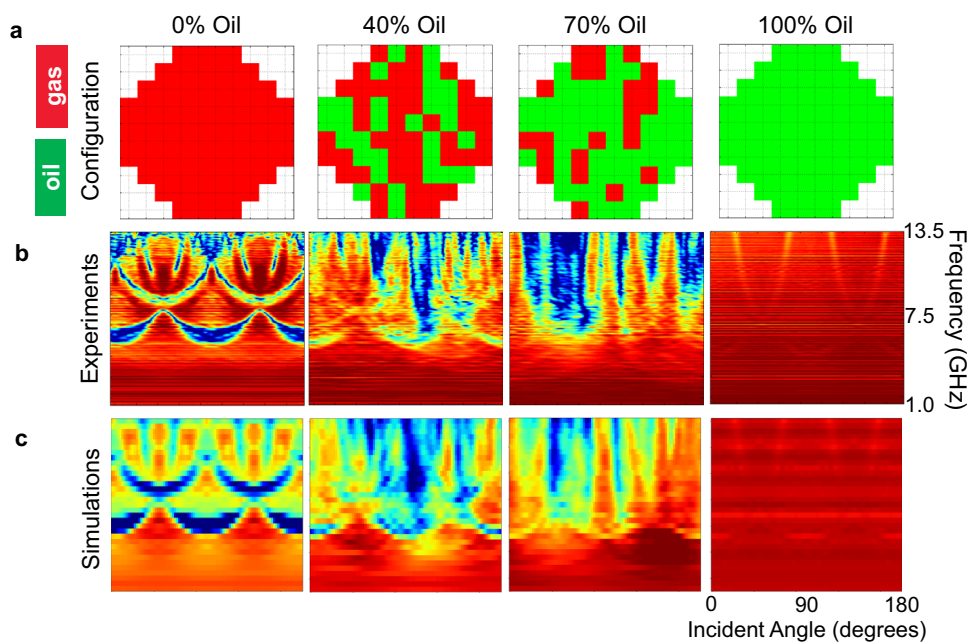 0% Oil 40% Oil 70% Oil 100% Oil
a
gas
oil
Configuration
b
Experiments
13.5
7.5
1.0
Frequency (GHz)
c
Simulations
0 90 180
Incident Angle (degrees)